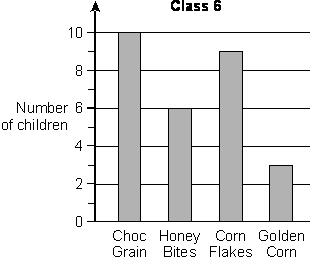 Class 6
10
8
6
4
2
0
Number
of children
Choc
Grain
Honey
Bites
Corn
Flakes
Golden
Corn